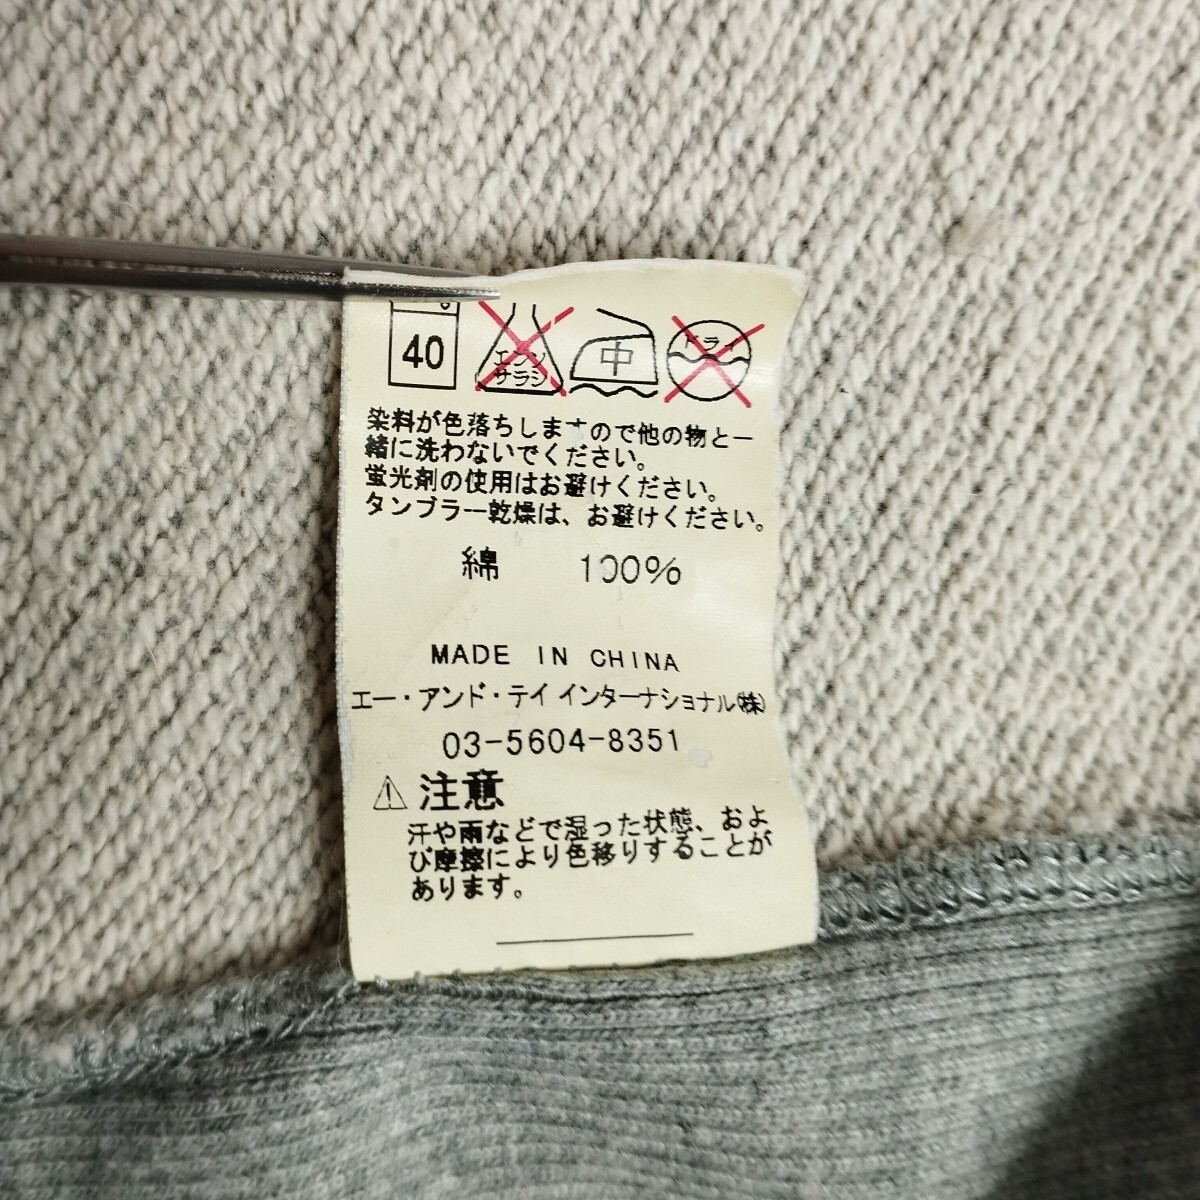 40
エンソ
サラシ
中
ドライ
染料が色落ちしますので他の物と一
緒に洗わないでください。
蛍光剤の使用はお避けください。
タンブラー乾燥は、お避けください。
綿 100%
MADE IN CHINA
エー・アンド・テイ インターナショナル(株)
03-5604-8351
⚠ 注意
汗や雨などで湿った状態、およ
び摩擦により色移りすることが
あります。